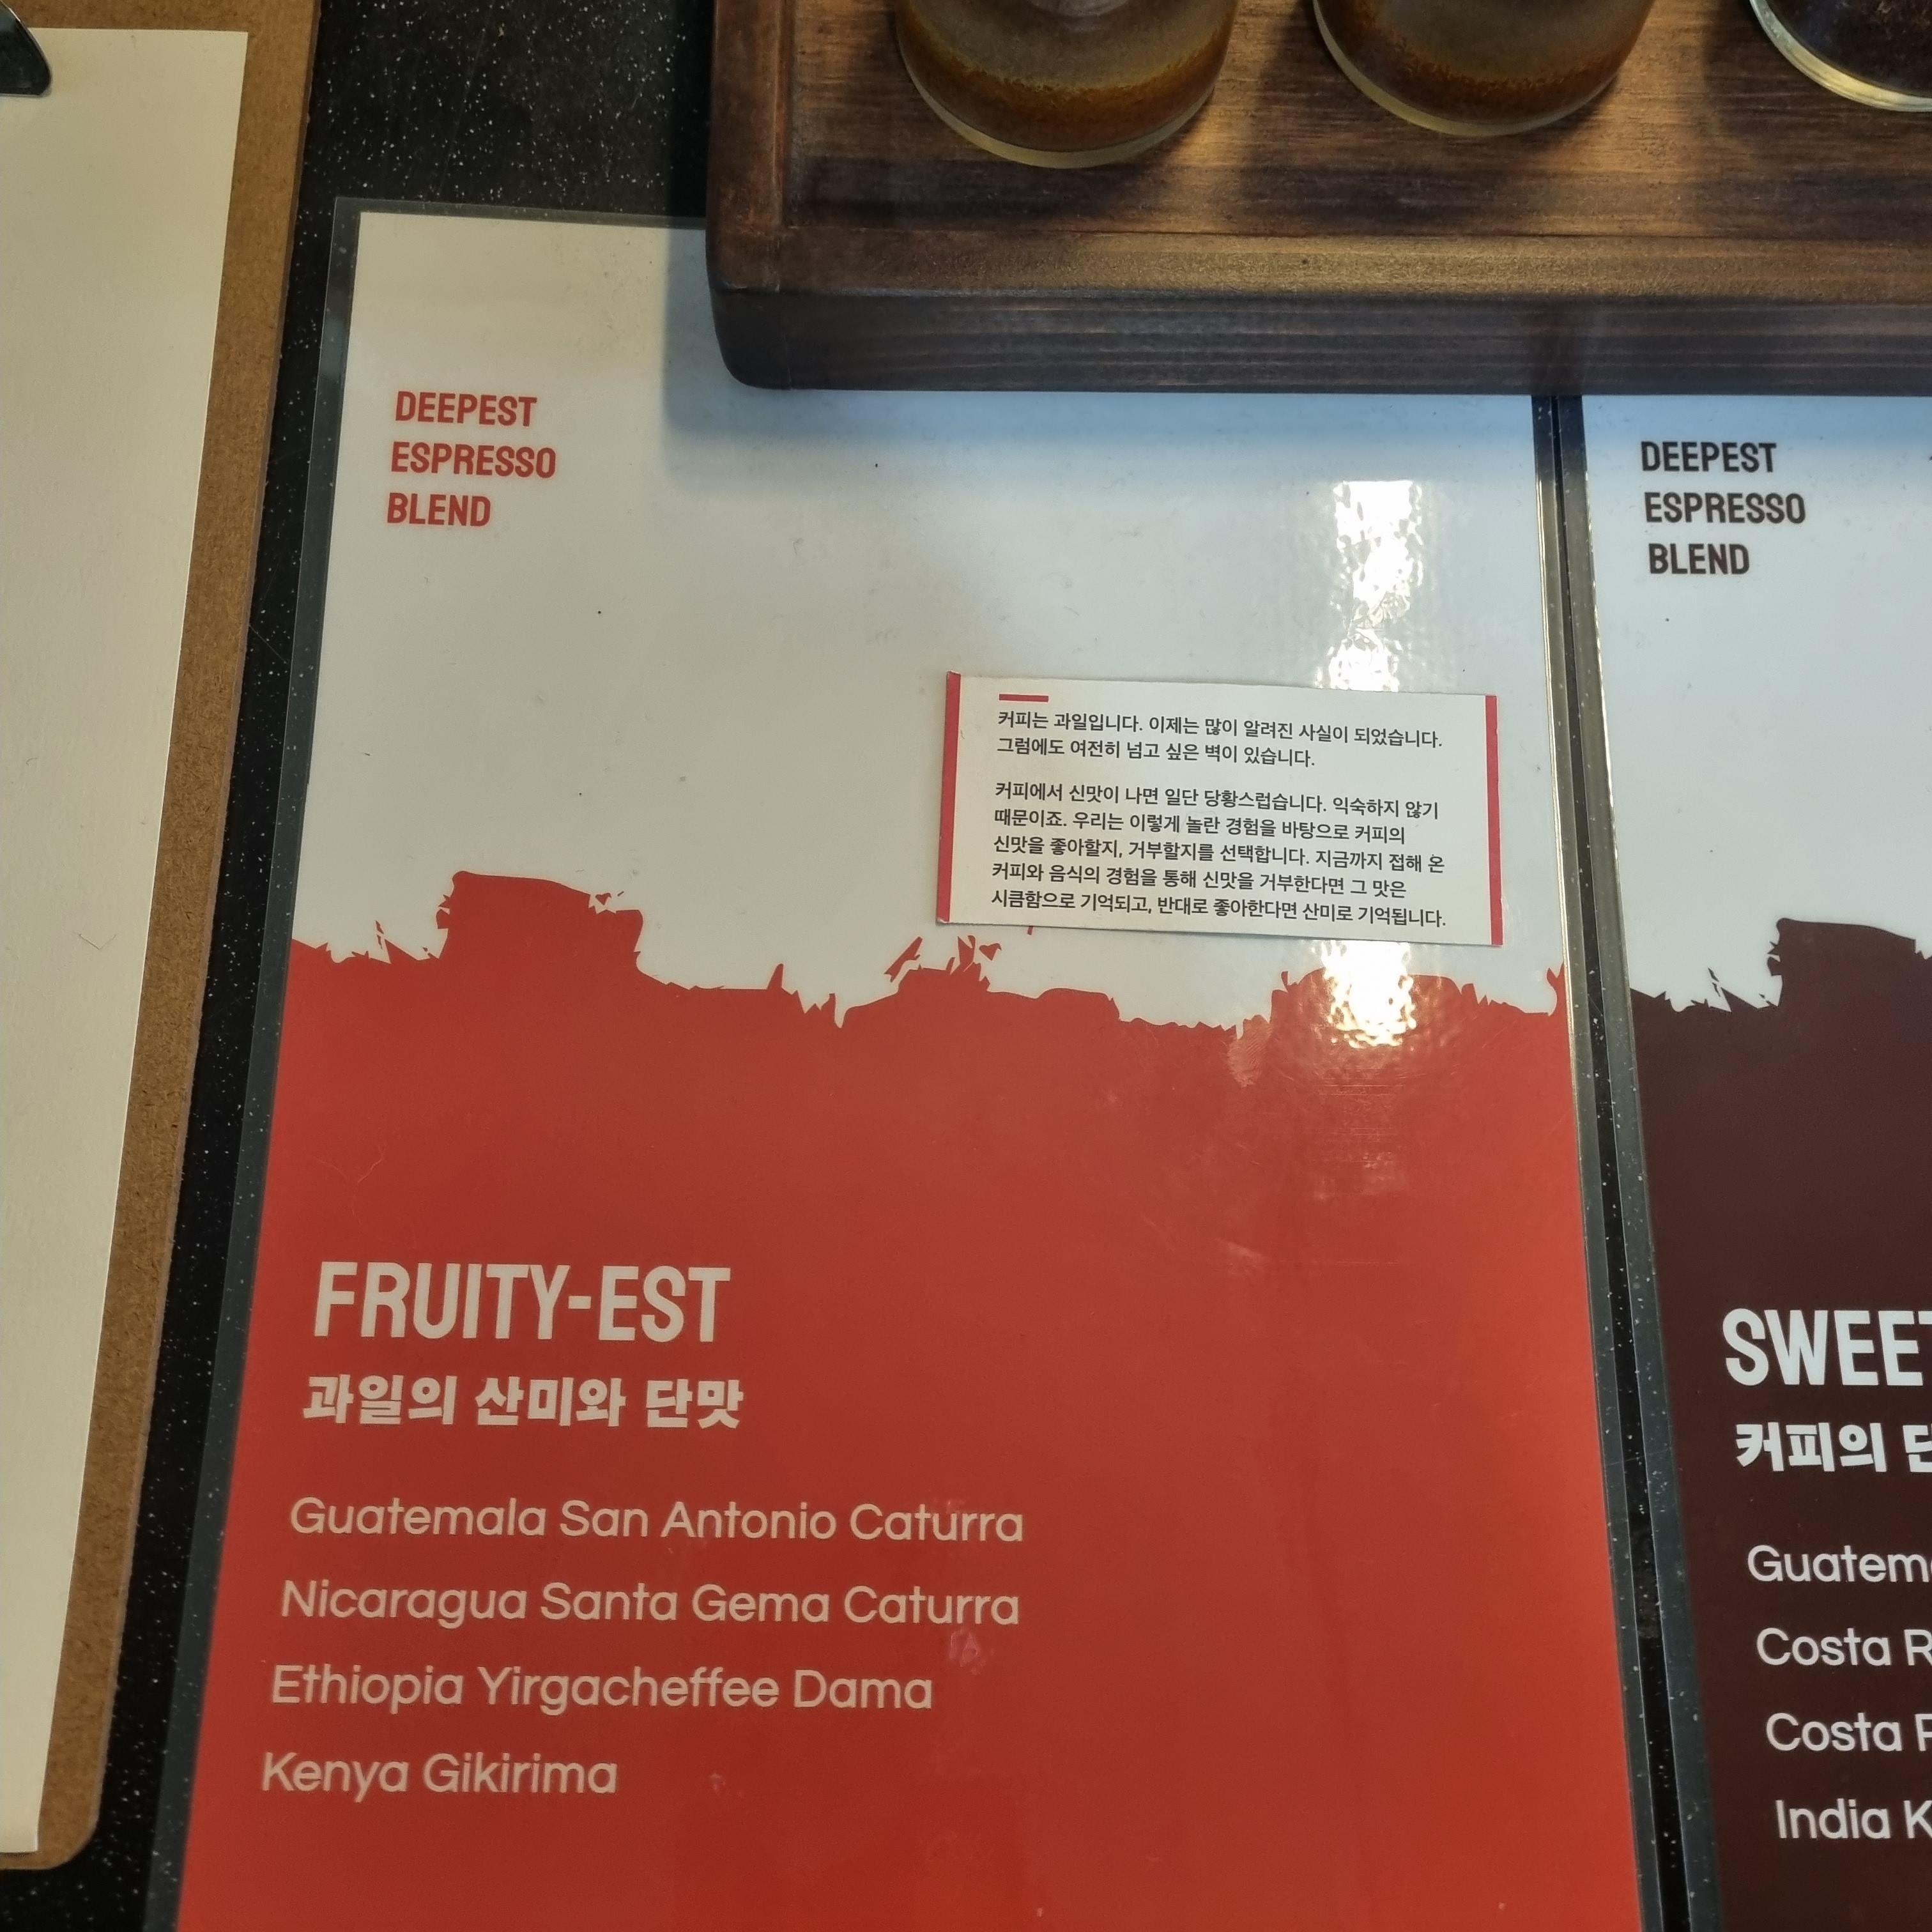 DEEPEST
ESPRESSO
BLEND
커피는 과일입니다. 이제는 많이 알려진 사실이 되었습니다.
그럼에도 여전히 넘고 싶은 벽이 있습니다.
커피에서 신맛이 나면 일단 당황스럽습니다. 익숙하지 않기
때문이죠. 우리는 이렇게 놀란 경험을 바탕으로 커피의
신맛을 좋아할지, 거부할지를 선택합니다. 지금까지 접해 온
커피와 음식의 경험을 통해 신맛을 거부한다면 그 맛은
시큼함으로 기억되고, 반대로 좋아한다면 산미로 기억됩니다.
FRUITY-EST
과일의 산미와 단맛
Guatemala San Antonio Caturra
Nicaragua Santa Gema Caturra
Ethiopia Yirgacheffee Dama
Kenya Gikirima
DEEPEST
ESPRESSO
BLEND
커피의
Costa
Costa
India